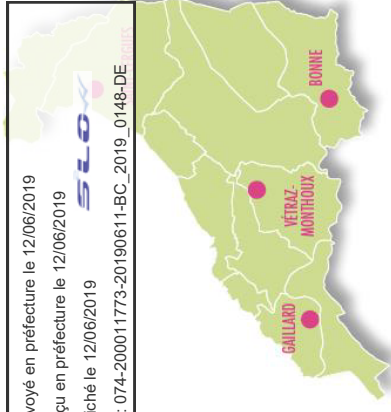 voyé en préfecture le 12/06/2019
çu en préfecture le 12/06/2019
iché le 12/06/2019
SLOW
: 074-200011773-20190611-BC_2019_0148-DE
GAILLARD
VÉTRAZ-
MONTHOUX
BONNE